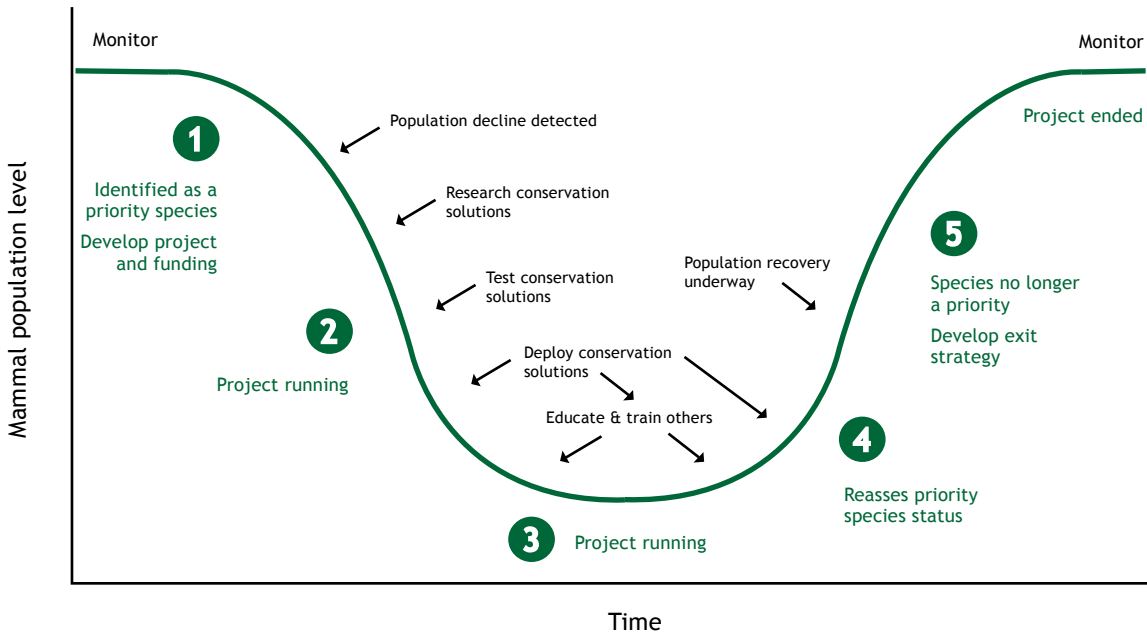 Monitor
Monitor
Project ended
Population decline detected
1
Identified as a
priority species
Develop project
and funding
Research conservation
solutions
Test conservation
solutions
Population recovery
underway
5
Species no longer
a priority
Develop exit
strategy
2
Project running
Deploy conservation
solutions
Educate & train others
4
Reasses priority
species status
3
Project running
Mammal population level
Time